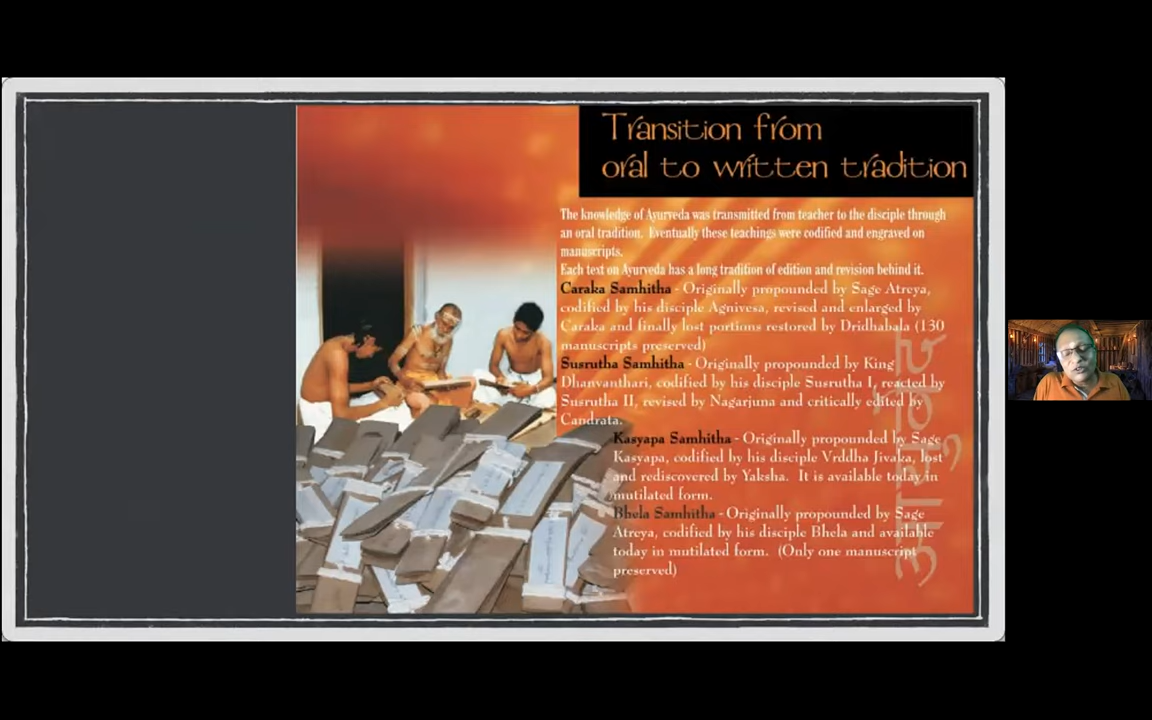 Transition from
oral to written tradition
The knowledge of Ayurveda was transmitted from teacher to the disciple through
an oral tradition. Eventually these teachings were codified and engraved on
manuscripts.
Each text on Ayurveda has a long tradition of edition and revision behind it.
Caraka Samhitha - Originally propounded by Sage Atreya,
codified by his disciple Agnivesa, revised and enlarged by
Caraka and finally lost portions restored by Dridhabala (130
manuscripts preserved)
Susrutha Samhitha - Originally propounded by King
Dhanvanthari, codified by his disciple Susrutha I, reacted by
Susrutha II, revised by Nagarjuna and critically edited by
Candrata.
Kasyapa Samhitha - Originally propounded by Sage
Kasyapa, codified by his disciple Vrddha Jivaka, lost
and rediscovered by Yaksha. It is available today in
mutilated form.
Bhela Samhitha - Originally propounded by Sage
Atreya, codified by his disciple Bhela and available
today in mutilated form. (Only one manuscript
preserved)
आयुर्वेद